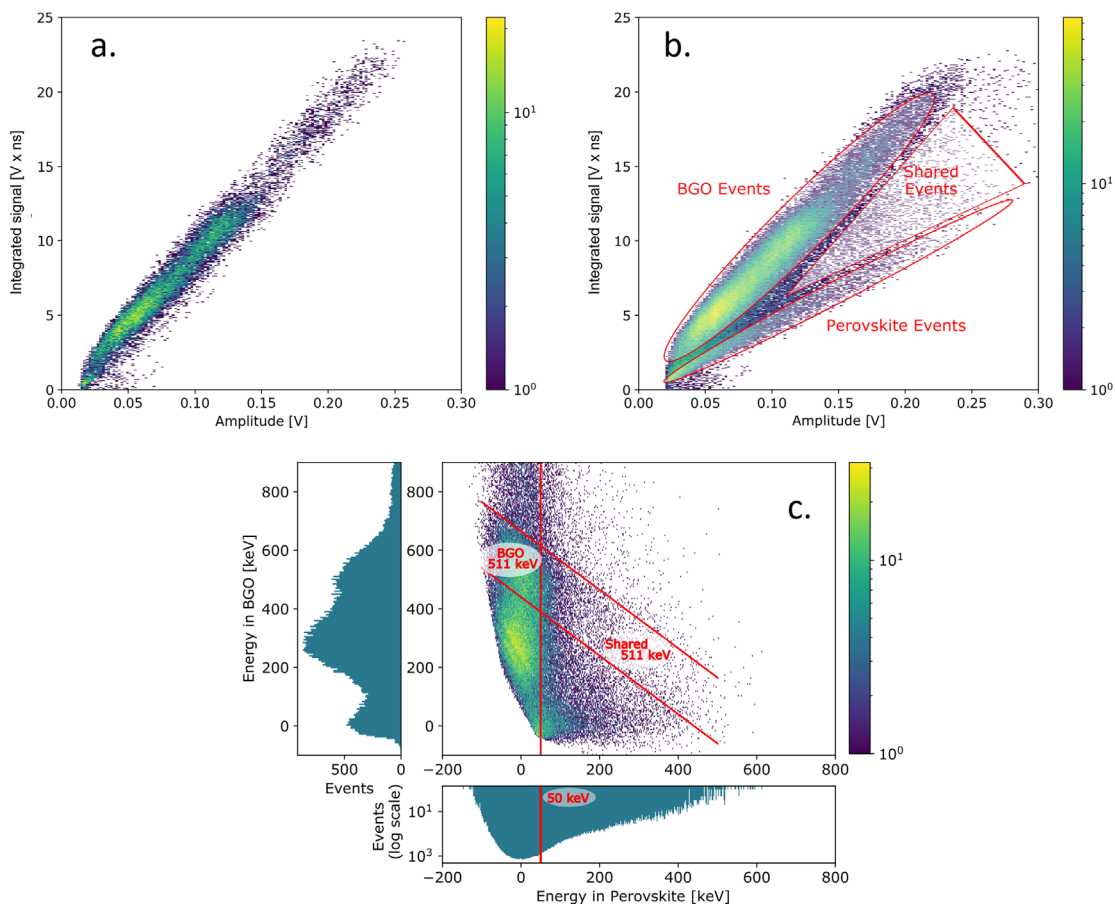 a.
Integrated signal [V x ns]
25
20
15
10
5
0
0.00 0.05 0.10 0.15 0.20 0.25 0.30
Amplitude [V]
10¹
10⁰
b.
Integrated signal [V x ns]
25
20
15
10
5
0
BGO Events
Shared
Events
Perovskite Events
0.00 0.05 0.10 0.15 0.20 0.25 0.30
Amplitude [V]
10¹
10⁰
c.
Energy in BGO [keV]
800
600
400
200
0
500 0
Events
800
600
400
200
0
BGO
511 keV
Shared
511 keV
−200 0 200 400 600 800
10¹
10⁰
Events
(log scale)
10¹
10³
50 keV
−200 0 200 400 600 800
Energy in Perovskite [keV]